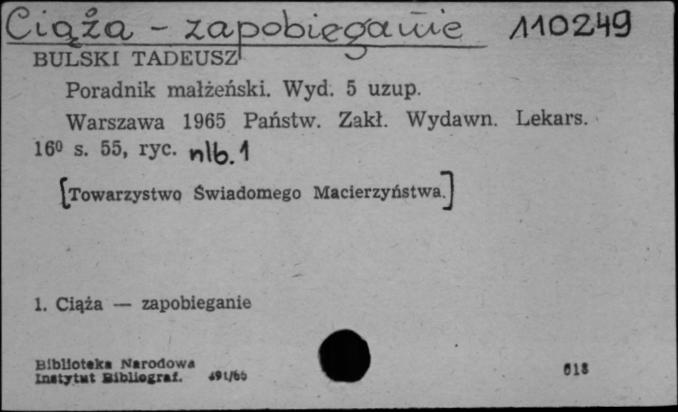 Ciąża - zapobieganie 110249
BULSKI TADEUSZ
Poradnik małżeński. Wyd. 5 uzup.
Warszawa 1965 Państw. Zakł. Wydawn. Lekars.
16⁰ s. 55, ryc. nlb. 1
[Towarzystwo Świadomego Macierzyństwa.]
1. Ciąża — zapobieganie
Biblioteka Narodowa
Instytut Bibliograf. 491/65
618